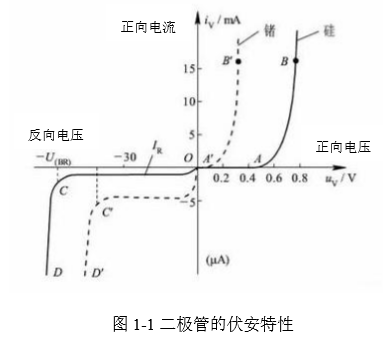 正向电流
i_V / mA
锗
硅
15
B′
B
10
5
反向电压
正向电压
−U(BR)
−30
I_R
O
A′
A
0.2
0.4
0.6
0.8
u_V / V
C
C′
−5
D
D′
(μA)
图 1-1 二极管的伏安特性